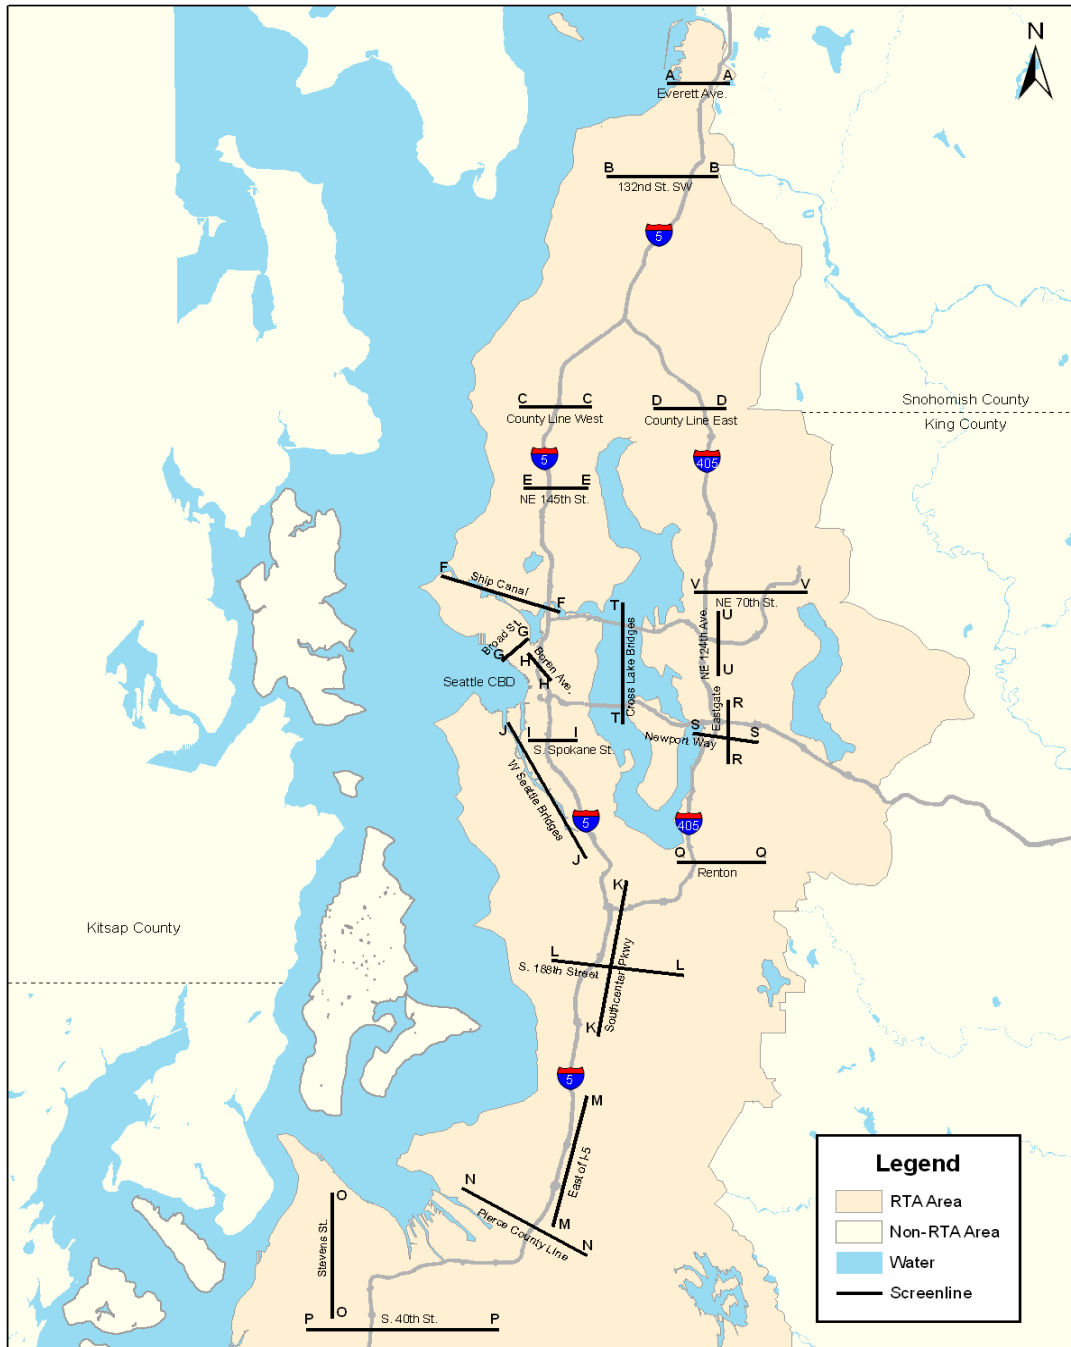 N
A A
Everett Ave.
B B
132nd St. SW
5
C C
County Line West
D D
County Line East
Snohomish County
King County
5
405
E E
NE 145th St.
F F
Ship Canal
V V
NE 70th St.
T T
Cross Lake Bridges
U U
NE 124th Ave.
G G
Broad St.
H H
Boren Ave.
Seattle CBD
R R
Eastgate
S S
Newport Way
I I
S. Spokane St.
J J
W Seattle Bridges
5
405
Q Q
Renton
K K
Southcenter Pkwy
Kitsap County
L L
S. 188th Street
5
M M
East of I-5
N N
Pierce County Line
O O
Stevens St.
P P
S. 40th St.
Legend
RTA Area
Non-RTA Area
Water
Screenline